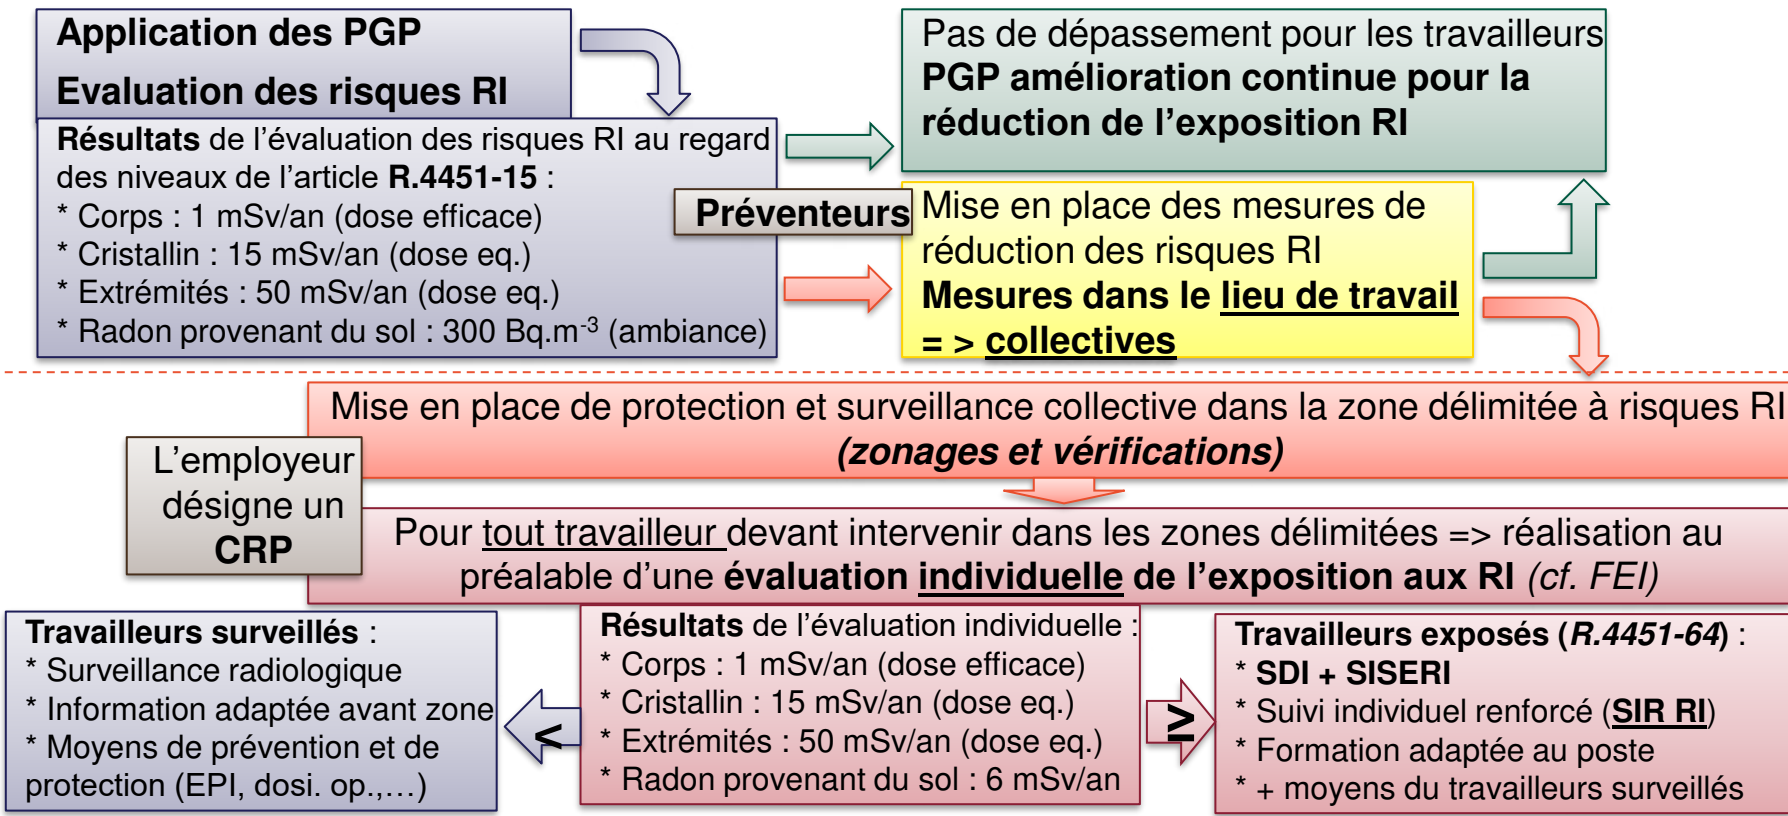 Application des PGP
Evaluation des risques RI
Résultats de l’évaluation des risques RI au regard
des niveaux de l’article R.4451-15 :
* Corps : 1 mSv/an (dose efficace)
* Cristallin : 15 mSv/an (dose eq.)
* Extrémités : 50 mSv/an (dose eq.)
* Radon provenant du sol : 300 Bq.m-3 (ambiance)
Pas de dépassement pour les travailleurs
PGP amélioration continue pour la
réduction de l’exposition RI
Préventeurs
Mise en place des mesures de
réduction des risques RI
Mesures dans le lieu de travail
= > collectives
Mise en place de protection et surveillance collective dans la zone délimitée à risques RI
(zonages et vérifications)
L’employeur
désigne un
CRP
Pour tout travailleur devant intervenir dans les zones délimitées => réalisation au
préalable d’une évaluation individuelle de l’exposition aux RI (cf. FEI)
Travailleurs surveillés :
* Surveillance radiologique
* Information adaptée avant zone
* Moyens de prévention et de
protection (EPI, dosi. op.,…)
<
Résultats de l’évaluation individuelle :
* Corps : 1 mSv/an (dose efficace)
* Cristallin : 15 mSv/an (dose eq.)
* Extrémités : 50 mSv/an (dose eq.)
* Radon provenant du sol : 6 mSv/an
≥
Travailleurs exposés (R.4451-64) :
* SDI + SISERI
* Suivi individuel renforcé (SIR RI)
* Formation adaptée au poste
* + moyens du travailleurs surveillés